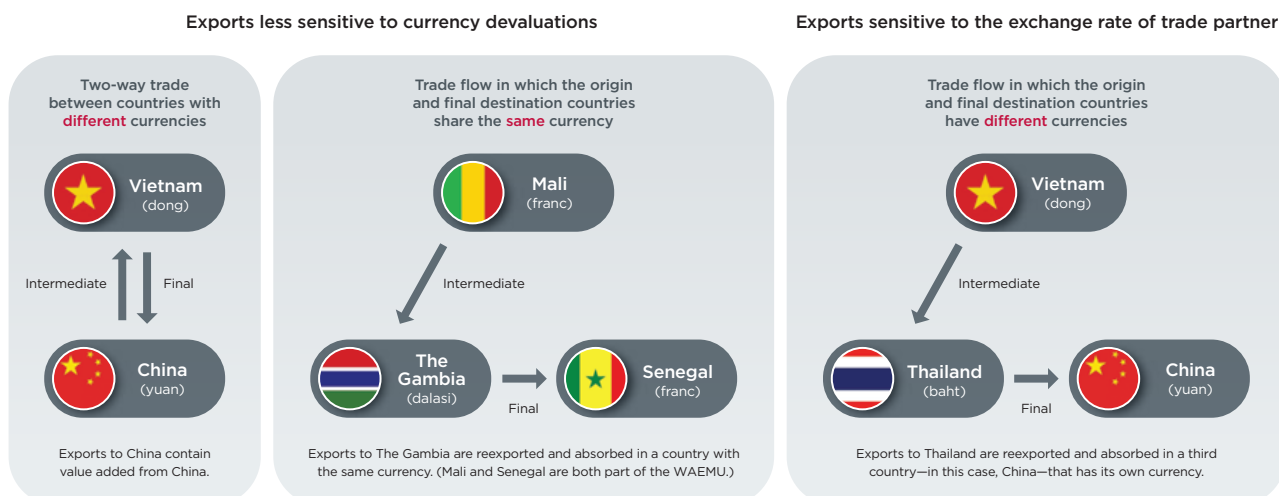 Exports less sensitive to currency devaluations
Exports sensitive to the exchange rate of trade partner
Two-way trade
between countries with
different currencies
Vietnam
(dong)
Intermediate
Final
China
(yuan)
Exports to China contain
value added from China.
Trade flow in which the origin
and final destination countries
share the same currency
Mali
(franc)
Intermediate
The
Gambia
(dalasi)
Final
Senegal
(franc)
Exports to The Gambia are reexported and absorbed in a country with
the same currency. (Mali and Senegal are both part of the WAEMU.)
Trade flow in which the origin
and final destination countries
have different currencies
Vietnam
(dong)
Intermediate
Thailand
(baht)
Final
China
(yuan)
Exports to Thailand are reexported and absorbed in a third
country—in this case, China—that has its own currency.